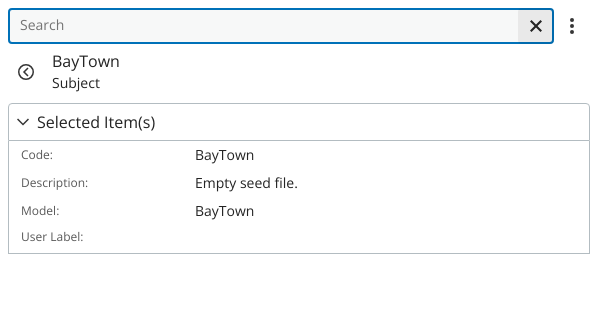 Search
BayTown
Subject
Selected Item(s)
Code: BayTown
Description: Empty seed file.
Model: BayTown
User Label: